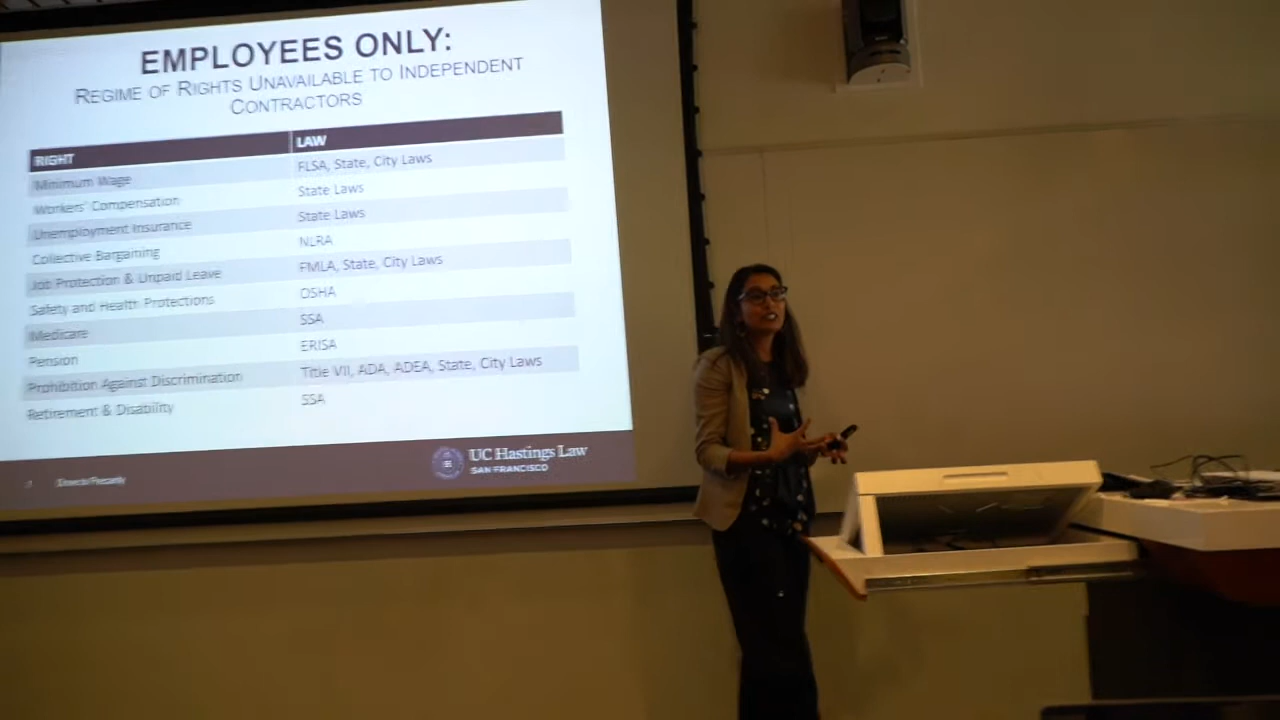 EMPLOYEES ONLY:
REGIME OF RIGHTS UNAVAILABLE TO INDEPENDENT
CONTRACTORS
RIGHT LAW
Minimum Wage FLSA, State, City Laws
Workers' Compensation State Laws
Unemployment Insurance State Laws
Collective Bargaining NLRA
Job Protection & Unpaid Leave FMLA, State, City Laws
Safety and Health Protections OSHA
Medicare SSA
Pension ERISA
Prohibition Against Discrimination Title VII, ADA, ADEA, State, City Laws
Retirement & Disability SSA
UC Hastings Law
SAN FRANCISCO